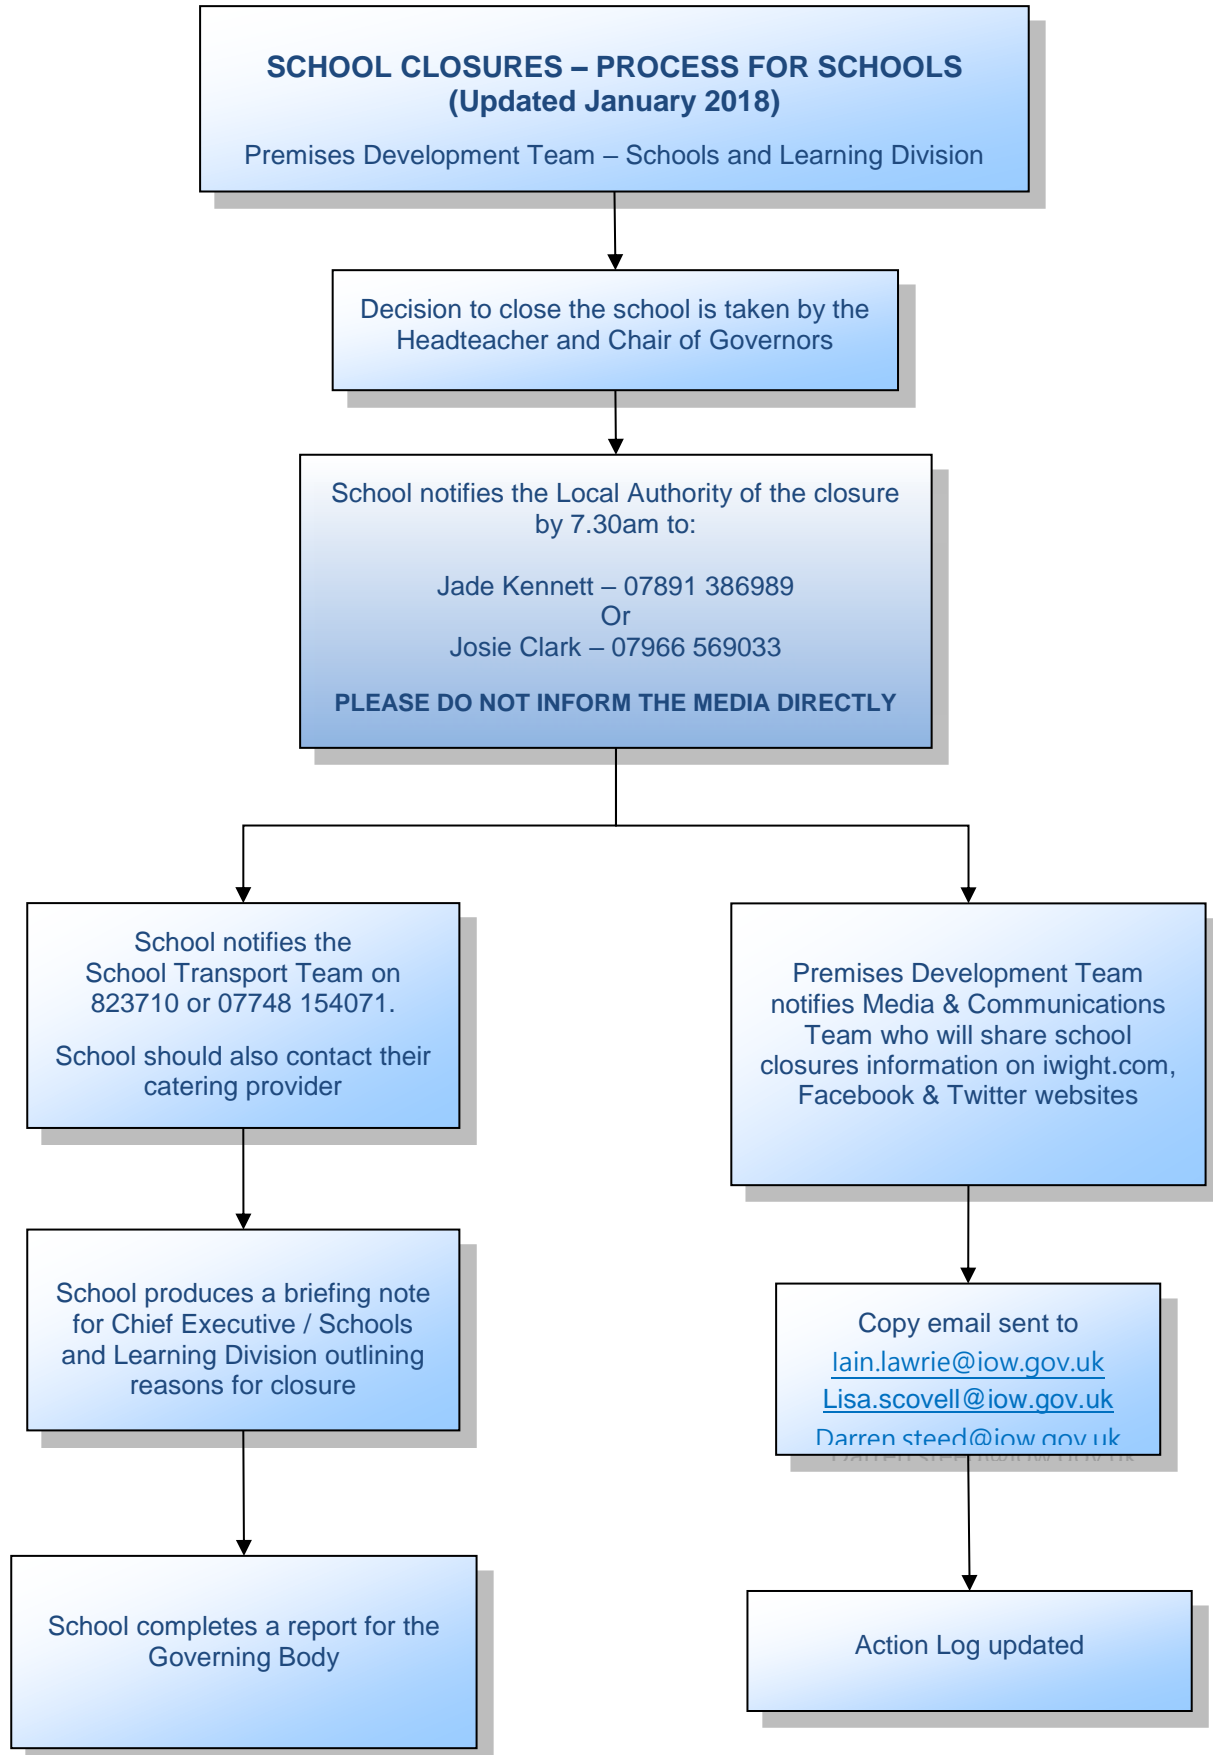 SCHOOL CLOSURES – PROCESS FOR SCHOOLS
(Updated January 2018)
Premises Development Team – Schools and Learning Division
Decision to close the school is taken by the
Headteacher and Chair of Governors
School notifies the Local Authority of the closure
by 7.30am to:
Jade Kennett – 07891 386989
Or
Josie Clark – 07966 569033
PLEASE DO NOT INFORM THE MEDIA DIRECTLY
School notifies the
School Transport Team on
823710 or 07748 154071.
School should also contact their
catering provider
School produces a briefing note
for Chief Executive / Schools
and Learning Division outlining
reasons for closure
School completes a report for the
Governing Body
Premises Development Team
notifies Media & Communications
Team who will share school
closures information on iwight.com,
Facebook & Twitter websites
Copy email sent to
Iain.lawrie@iow.gov.uk
Lisa.scovell@iow.gov.uk
Darren.steed@iow.gov.uk
Action Log updated